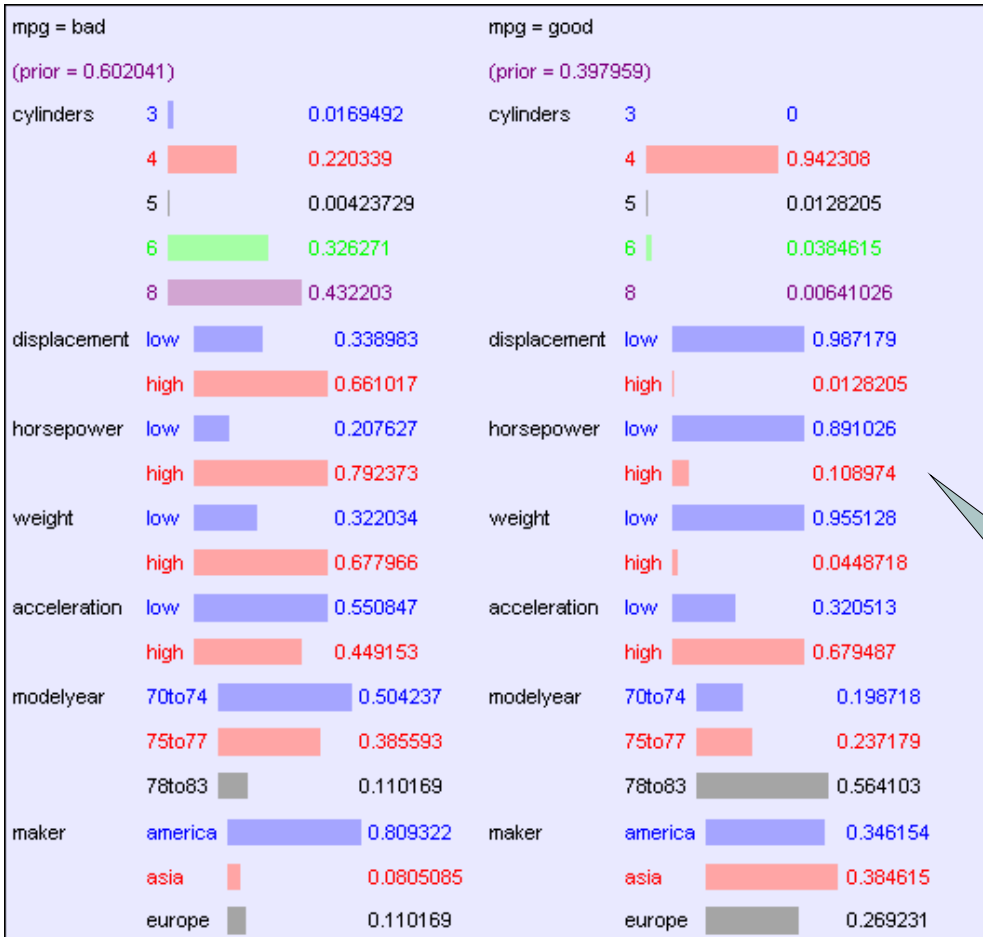 mpg = bad mpg = good
(prior = 0.602041) (prior = 0.397959)
cylinders 3 0.0169492 cylinders 3 0
4 0.220339 4 0.942308
5 0.00423729 5 0.0128205
6 0.326271 6 0.0384615
8 0.432203 8 0.00641026
displacement low 0.338983 displacement low 0.987179
high 0.661017 high 0.0128205
horsepower low 0.207627 horsepower low 0.891026
high 0.792373 high 0.108974
weight low 0.322034 weight low 0.955128
high 0.677966 high 0.0448718
acceleration low 0.550847 acceleration low 0.320513
high 0.449153 high 0.679487
modelyear 70to74 0.504237 modelyear 70to74 0.198718
75to77 0.385593 75to77 0.237179
78to83 0.110169 78to83 0.564103
maker america 0.809322 maker america 0.346154
asia 0.0805085 asia 0.384615
europe 0.110169 europe 0.269231